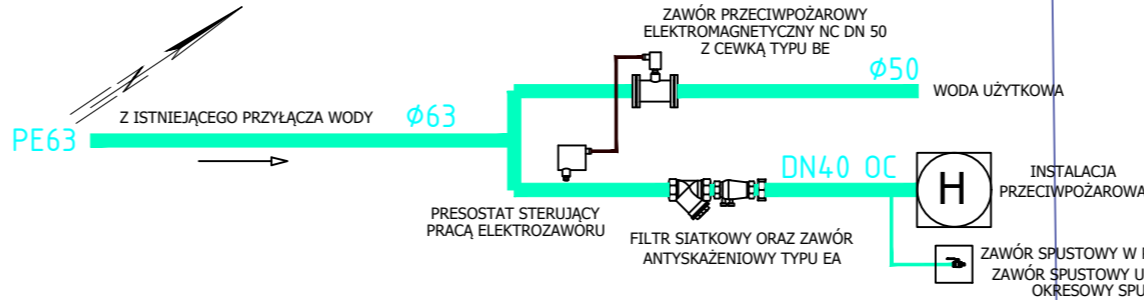 ZAWÓR PRZECIWPOŻAROWY
ELEKTROMAGNETYCZNY NC DN 50
Z CEWKĄ TYPU BE
N
Z ISTNIEJĄCEGO PRZYŁĄCZA WODY
PE63
Ø63
Ø50
WODA UŻYTKOWA
DN40 OC
H
INSTALACJA
PRZECIWPOŻAROWA
PRESOSTAT STERUJĄCY
PRACĄ ELEKTROZAWORU
FILTR SIATKOWY ORAZ ZAWÓR
ANTYSKAŻENIOWY TYPU EA
ZAWÓR SPUSTOWY W
ZAWÓR SPUSTOWY
OKRESOWY